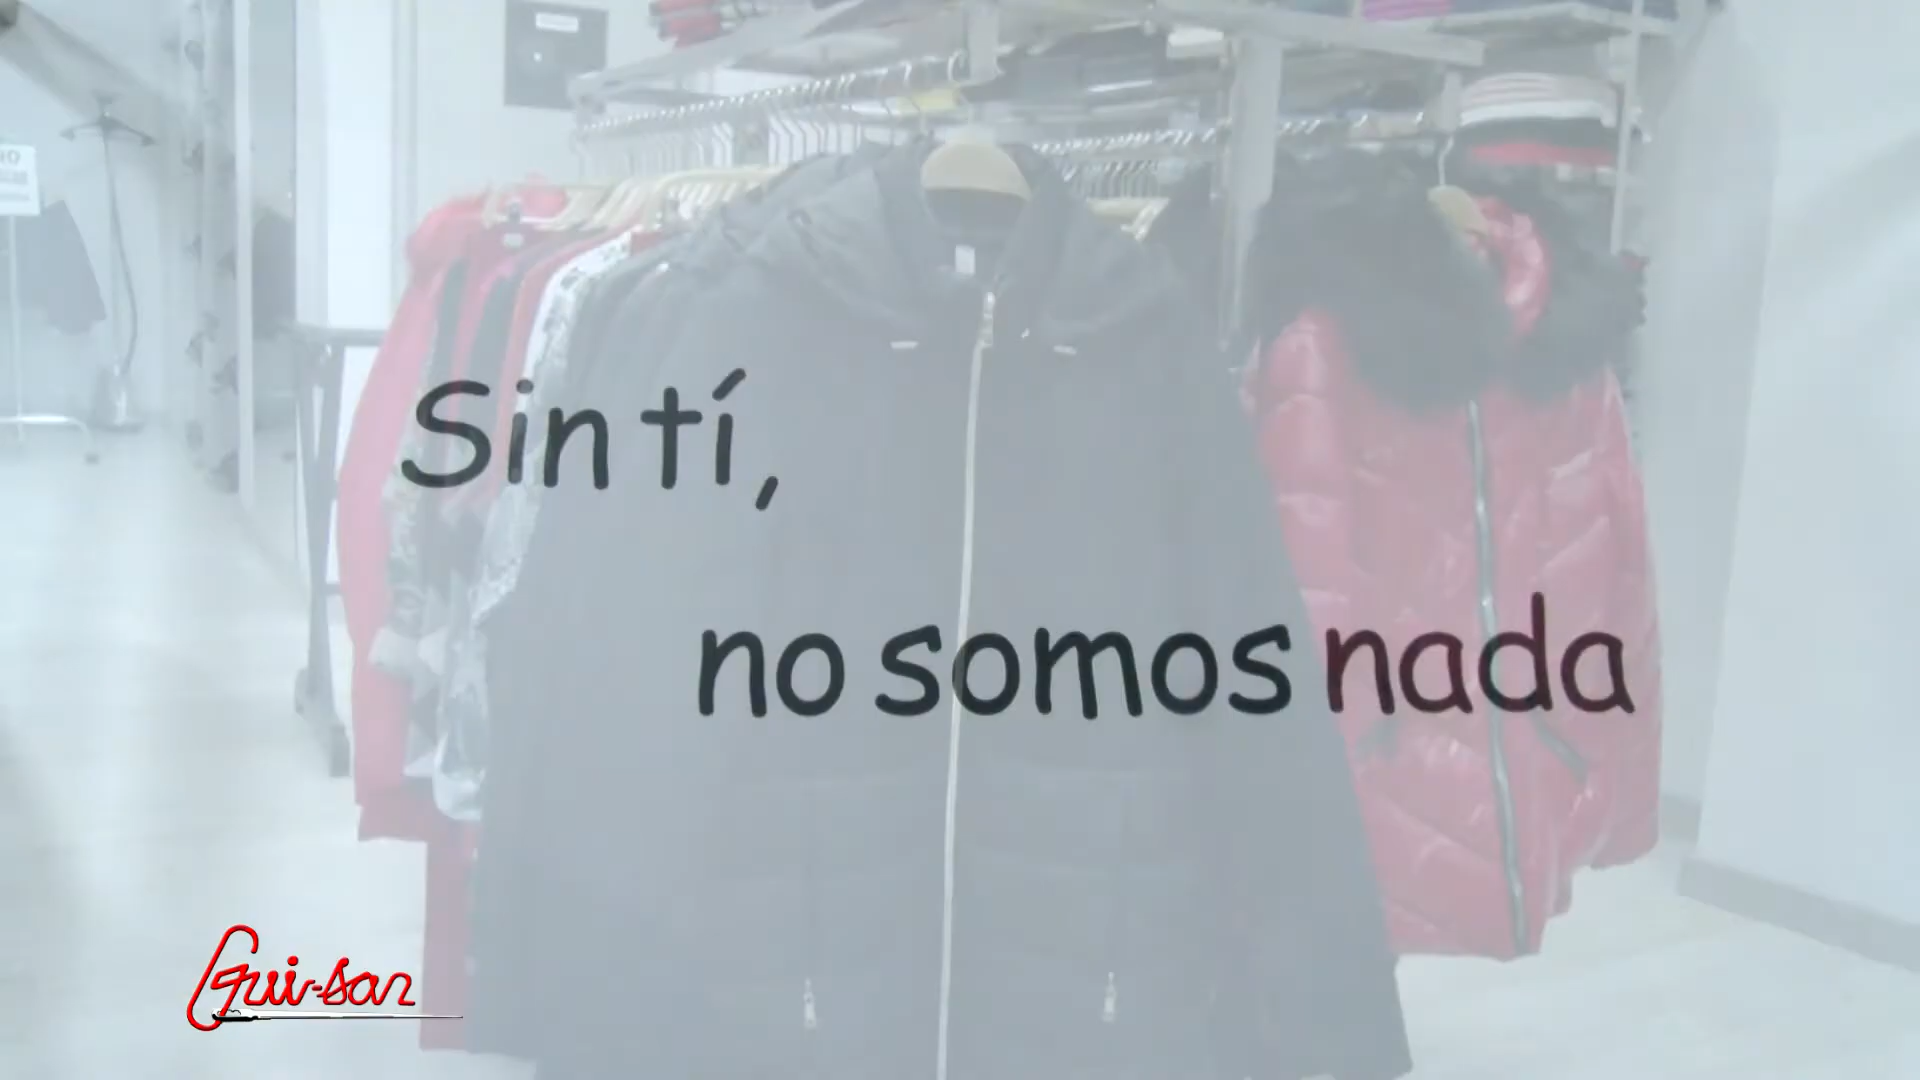 Sin tí,
no somos nada
Gui-san